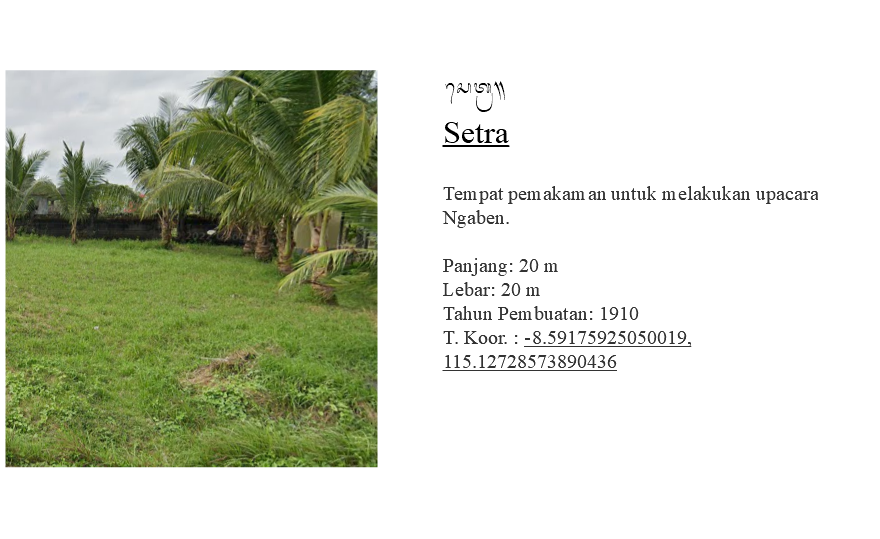 ᬲᬾᬢ᭄ᬭ᭟
Setra
Tempat pemakaman untuk melakukan upacara
Ngaben.
Panjang: 20 m
Lebar: 20 m
Tahun Pembuatan: 1910
T. Koor. : -8.59175925050019,
115.12728573890436